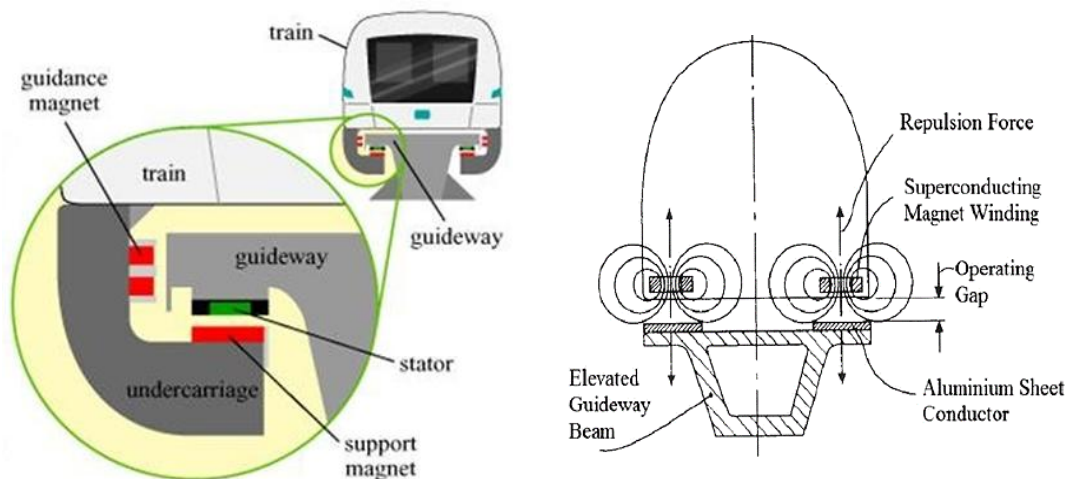 train
guidance
magnet
train
guideway
guideway
stator
undercarriage
support
magnet
Repulsion Force
Superconducting
Magnet Winding
Operating
Gap
Elevated
Guideway
Beam
Aluminium Sheet
Conductor